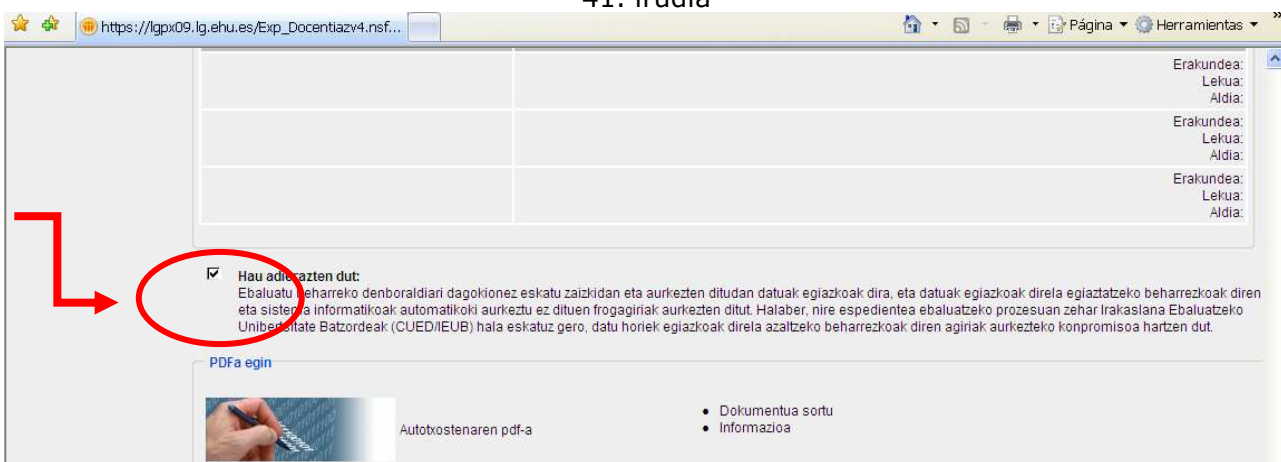 41. irudia
https://lgpx09.lg.ehu.es/Exp_Docentiazv4.nsf...
Página
Herramientas
»
Erakundea:
Lekua:
Aldia:
Erakundea:
Lekua:
Aldia:
Erakundea:
Lekua:
Aldia:
Hau adierazten dut:
Ebaluatu beharreko denboraldiari dagokionez eskatu zaizkidan eta aurkezten ditudan datuak egiazkoak dira, eta datuak egiazkoak direla egiaztatzeko beharrezkoak diren
eta sistema informatikoak automatikoki aurkeztu ez dituen frogagiriak aurkezten ditut. Halaber, nire espedientea ebaluatzeko prozesuan zehar Irakaslana Ebaluatzeko
Unibertsitate Batzordeak (CUED/IEUB) hala eskatuz gero, datu horiek egiazkoak direla azaltzeko beharrezkoak diren agiriak aurkezteko konpromisoa hartzen dut.
PDFa egin
Autotxostenaren pdf-a
• Dokumentua sortu
• Informazioa